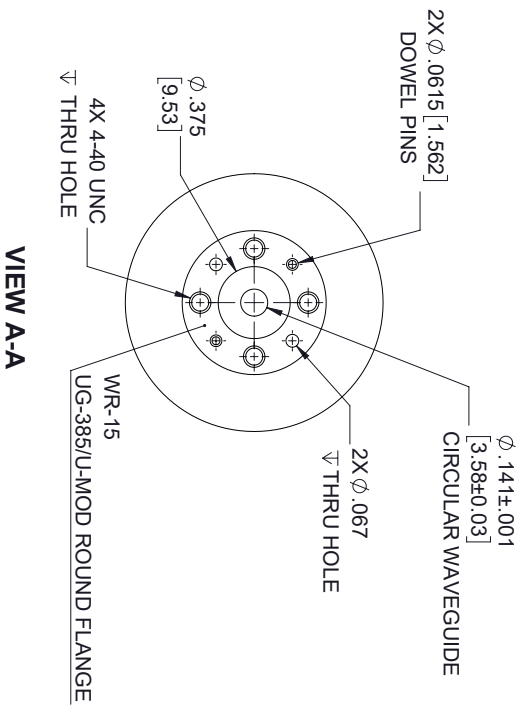 Ø .141±.001
[3.58±0.03]
CIRCULAR WAVEGUIDE
2X Ø .0615 [1.562]
DOWEL PINS
2X Ø .067
↧ THRU HOLE
Ø .375
[9.53]
4X 4-40 UNC
↧ THRU HOLE
WR-15
UG-385/U-MOD ROUND FLANGE
VIEW A-A